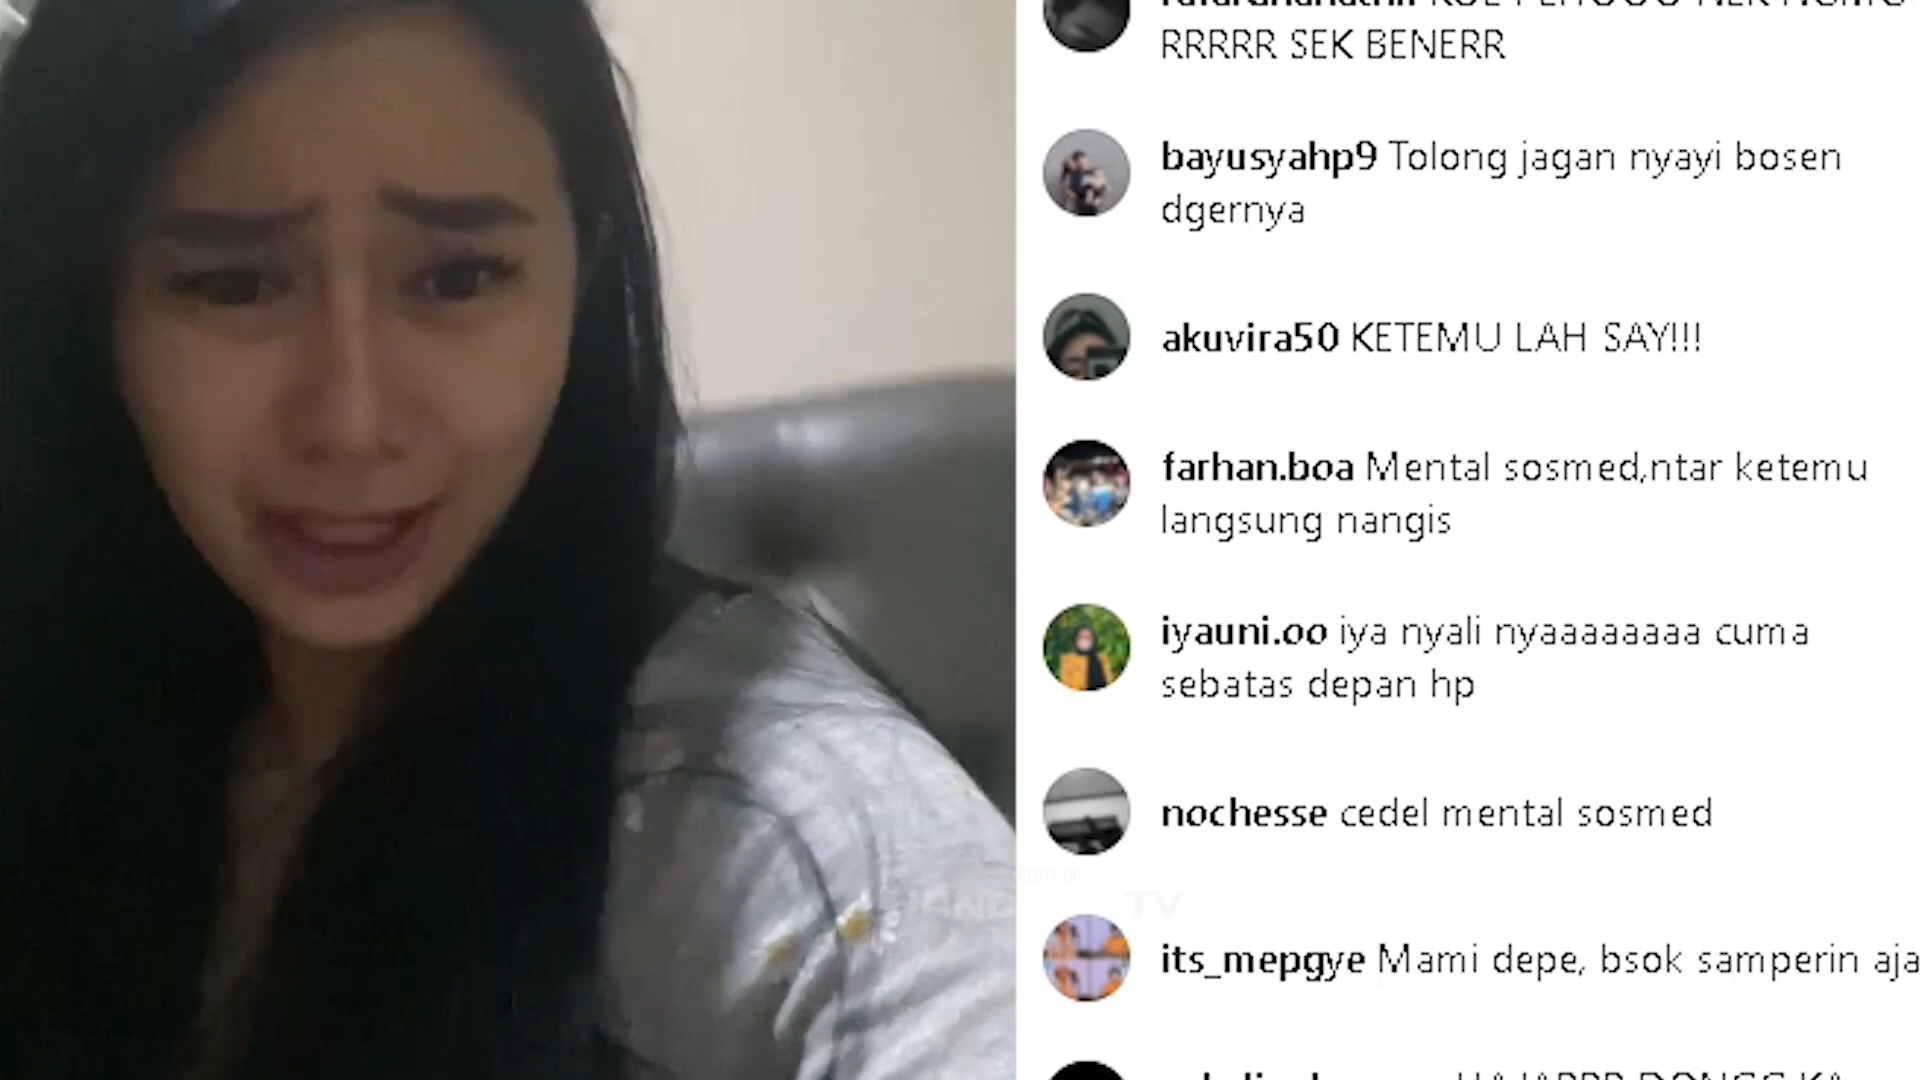 RRRRR SEK BENERR
bayusyahp9 Tolong jagan nyayi bosen
dgernya
akuvira50 KETEMU LAH SAY!!!
farhan.boa Mental sosmed,ntar ketemu
langsung nangis
iyauni.oo iya nyali nyaaaaaaaa cuma
sebatas depan hp
nochesse cedel mental sosmed
TV
its_mepgye Mami depe, bsok samperin aja